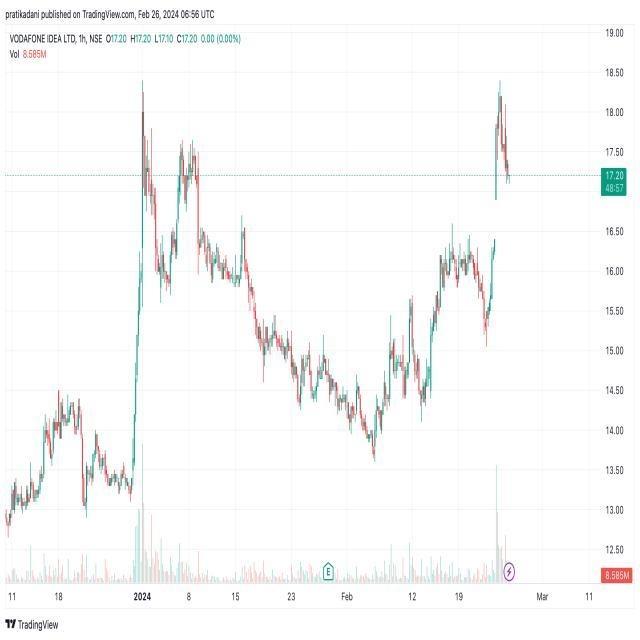 pratikadani published on TradingView.com, Feb 26, 2024 06:56 UTC
VODAFONE IDEA LTD, 1h, NSE O17.20 H17.20 L17.10 C17.20 0.00 (0.00%)
Vol 8.585M
19.00
18.50
18.00
17.50
17.20
48:57
16.50
16.00
15.50
15.00
14.50
14.00
13.50
13.00
12.50
8.585M
E
11 18 2024 8 15 23 Feb 12 19 Mar 11
TradingView